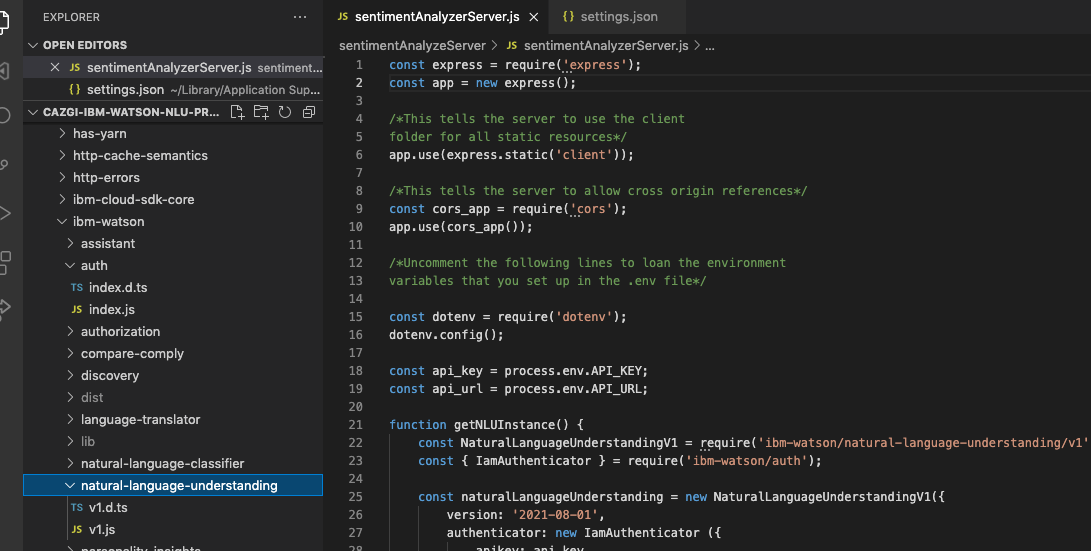 EXPLORER
...
OPEN EDITORS
JS sentimentAnalyzerServer.js sentiment...
{} settings.json ~/Library/Application Sup...
CAZGI-IBM-WATSON-NLU-PR...
has-yarn
http-cache-semantics
http-errors
ibm-cloud-sdk-core
ibm-watson
assistant
auth
TS index.d.ts
JS index.js
authorization
compare-comply
discovery
dist
language-translator
lib
natural-language-classifier
natural-language-understanding
TS v1.d.ts
JS v1.js
personality-insights
JS sentimentAnalyzerServer.js
{} settings.json
sentimentAnalyzeServer > JS sentimentAnalyzerServer.js > ...
1 const express = require('express');
2 const app = new express();
3
4 /*This tells the server to use the client
5 folder for all static resources*/
6 app.use(express.static('client'));
7
8 /*This tells the server to allow cross origin references*/
9 const cors_app = require('cors');
10 app.use(cors_app());
11
12 /*Uncomment the following lines to loan the environment
13 variables that you set up in the .env file*/
14
15 const dotenv = require('dotenv');
16 dotenv.config();
17
18 const api_key = process.env.API_KEY;
19 const api_url = process.env.API_URL;
20
21 function getNLUInstance() {
22 const NaturalLanguageUnderstandingV1 = require('ibm-watson/natural-language-understanding/v1'
23 const { IamAuthenticator } = require('ibm-watson/auth');
24
25 const naturalLanguageUnderstanding = new NaturalLanguageUnderstandingV1({
26 version: '2021-08-01',
27 authenticator: new IamAuthenticator ({
28 apikey: api_key